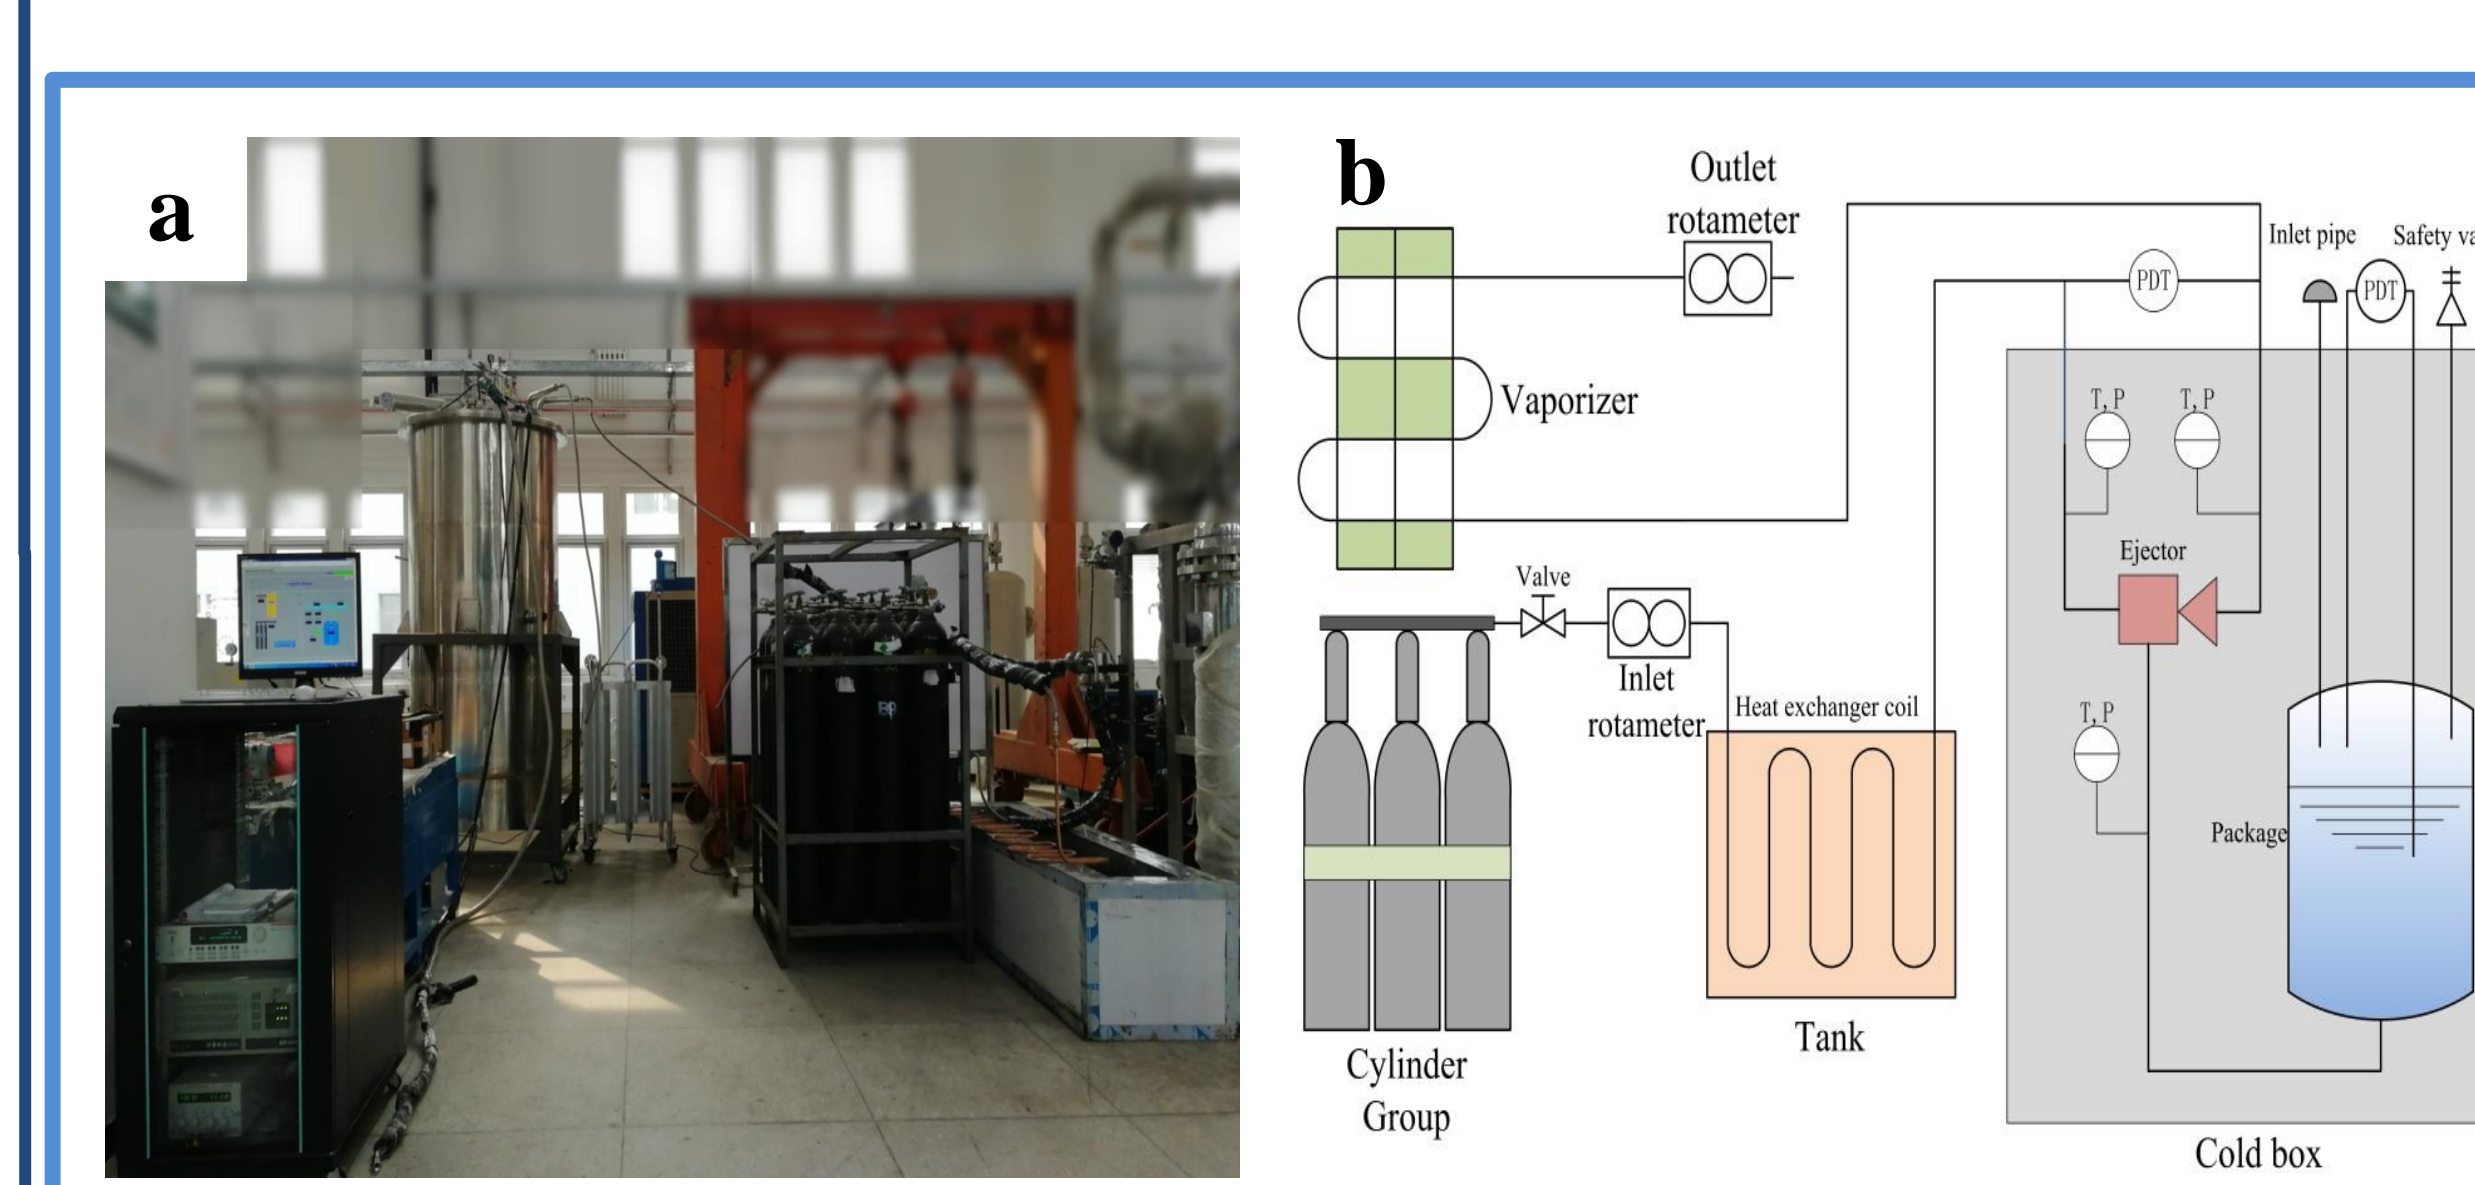 a
b
Outlet
rotameter
Inlet pipe
Safety va
PDT
PDT
T, P
T, P
Vaporizer
Ejector
Valve
Inlet
rotameter
Heat exchanger coil
T, P
Package
Tank
Cylinder
Group
Cold box